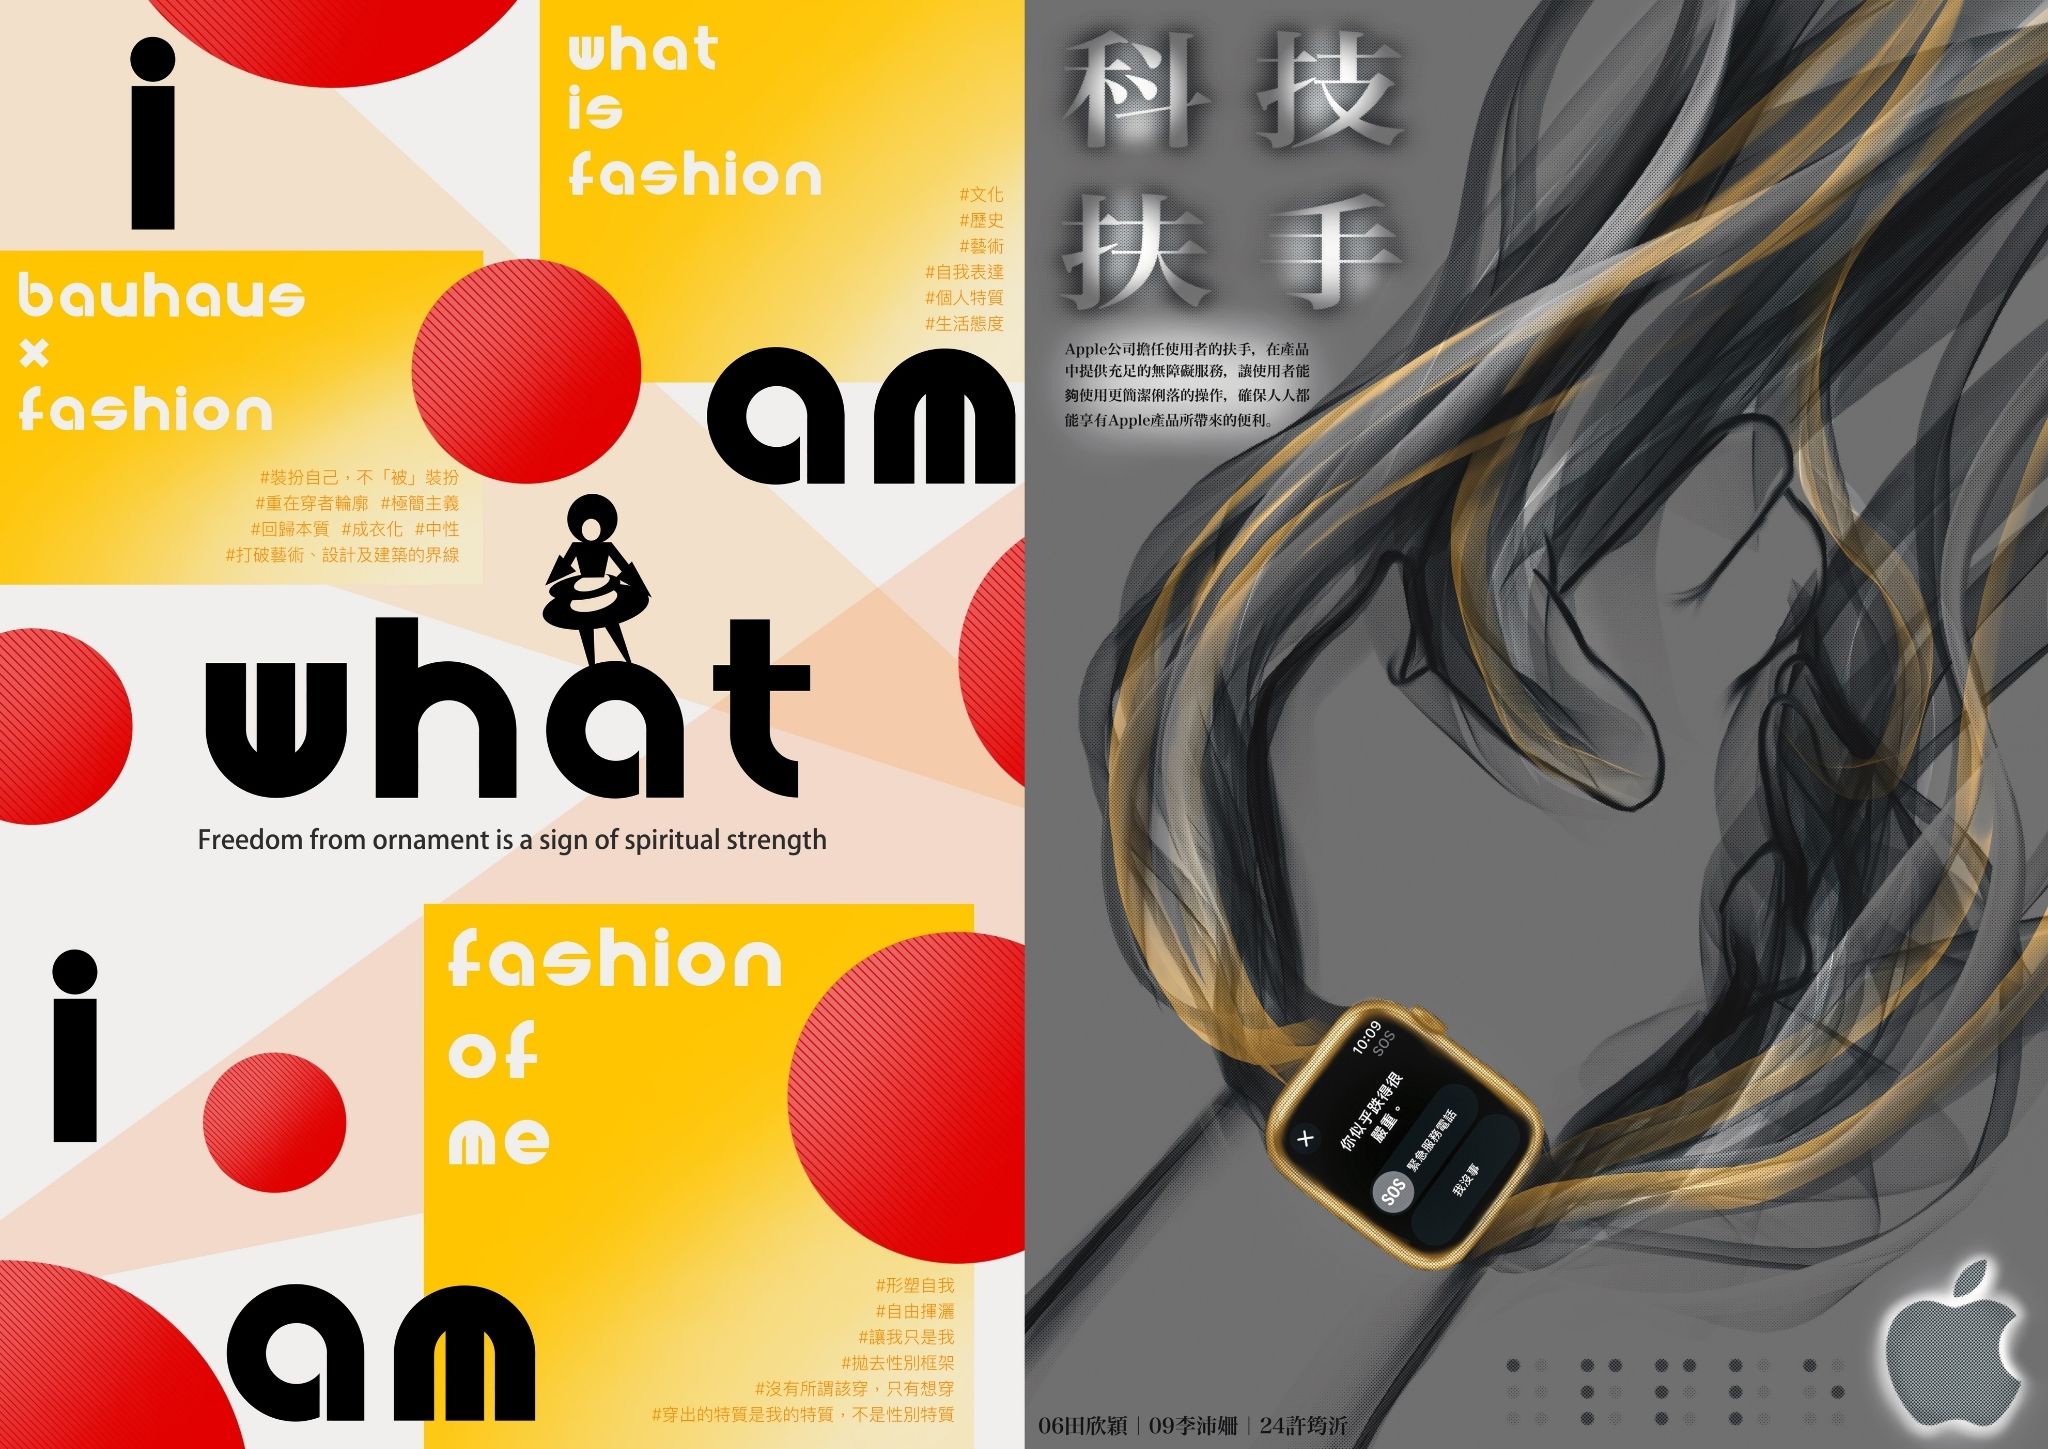 i
what
is
fashion
#文化
#歷史
#藝術
#自我表達
#個人特質
#生活態度
bauhaus
x
fashion
#裝扮自己，不「被」裝扮
#重在穿者輪廓 #極簡主義
#回歸本質 #成衣化 #中性
#打破藝術、設計及建築的界線
am
what
Freedom from ornament is a sign of spiritual strength
i
am
fashion
of
me
#形塑自我
#自由揮灑
#讓我只是我
#拋去性別框架
#沒有所謂該穿，只有想穿
#穿出的特質是我的特質，不是性別特質
科技
扶手
Apple公司擔任使用者的扶手，在產品
中提供充足的無障礙服務，讓使用者能
夠使用更簡潔俐落的操作，確保人人都
能享有Apple產品所帶來的便利。
10:09
SOS
你似乎跌得很
嚴重。
SOS 緊急服務電話
我沒事
06田欣穎｜09李沛姍｜24許筠沂